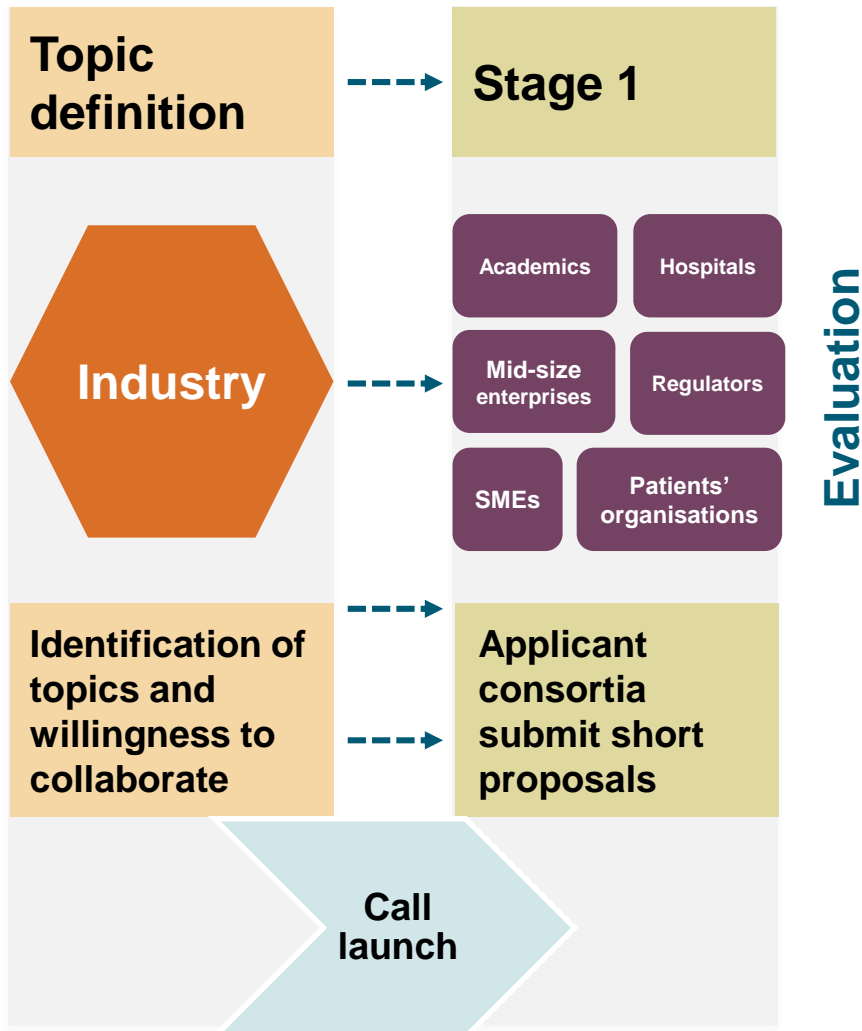 Topic
definition
Stage 1
Industry
Academics
Hospitals
Mid-size
enterprises
Regulators
SMEs
Patients’
organisations
Evaluation
Identification of
topics and
willingness to
collaborate
Applicant
consortia
submit short
proposals
Call
launch